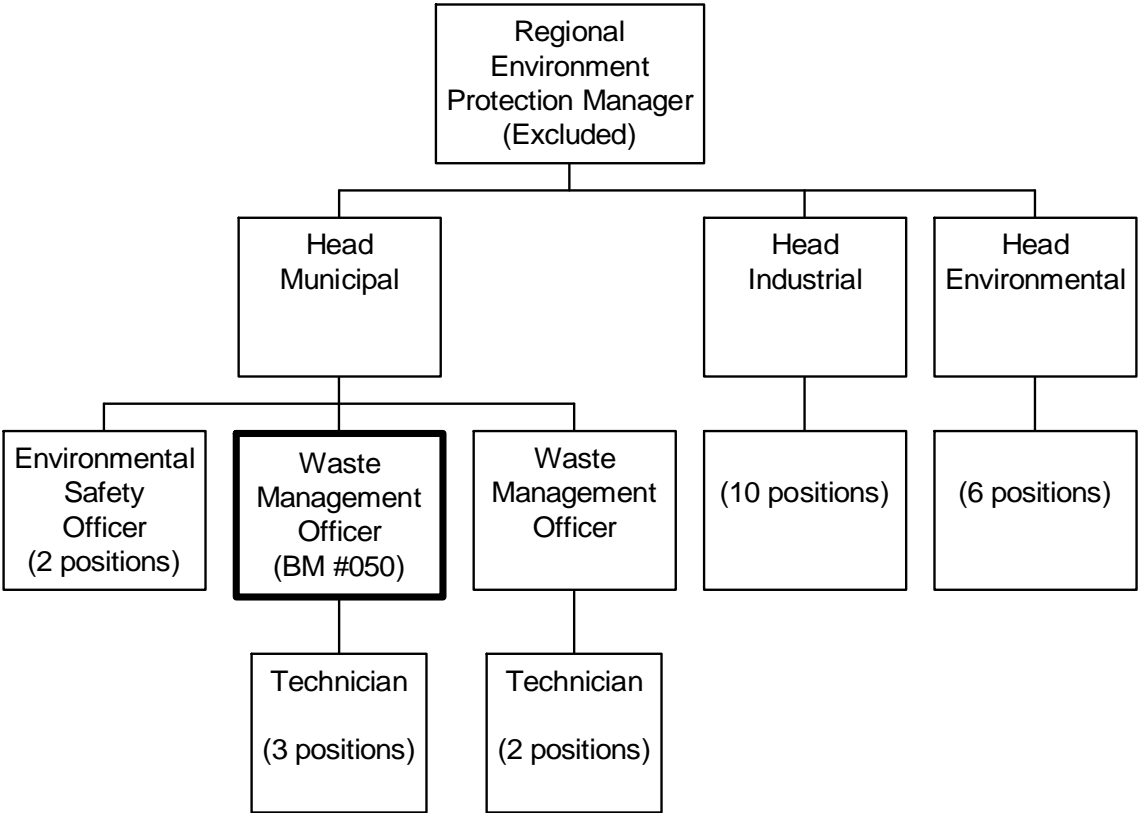 Regional
Environment
Protection Manager
(Excluded)
Head
Municipal
Head
Industrial
Head
Environmental
Environmental
Safety
Officer
(2 positions)
Waste
Management
Officer
(BM #050)
Waste
Management
Officer
(10 positions)
(6 positions)
Technician
(3 positions)
Technician
(2 positions)